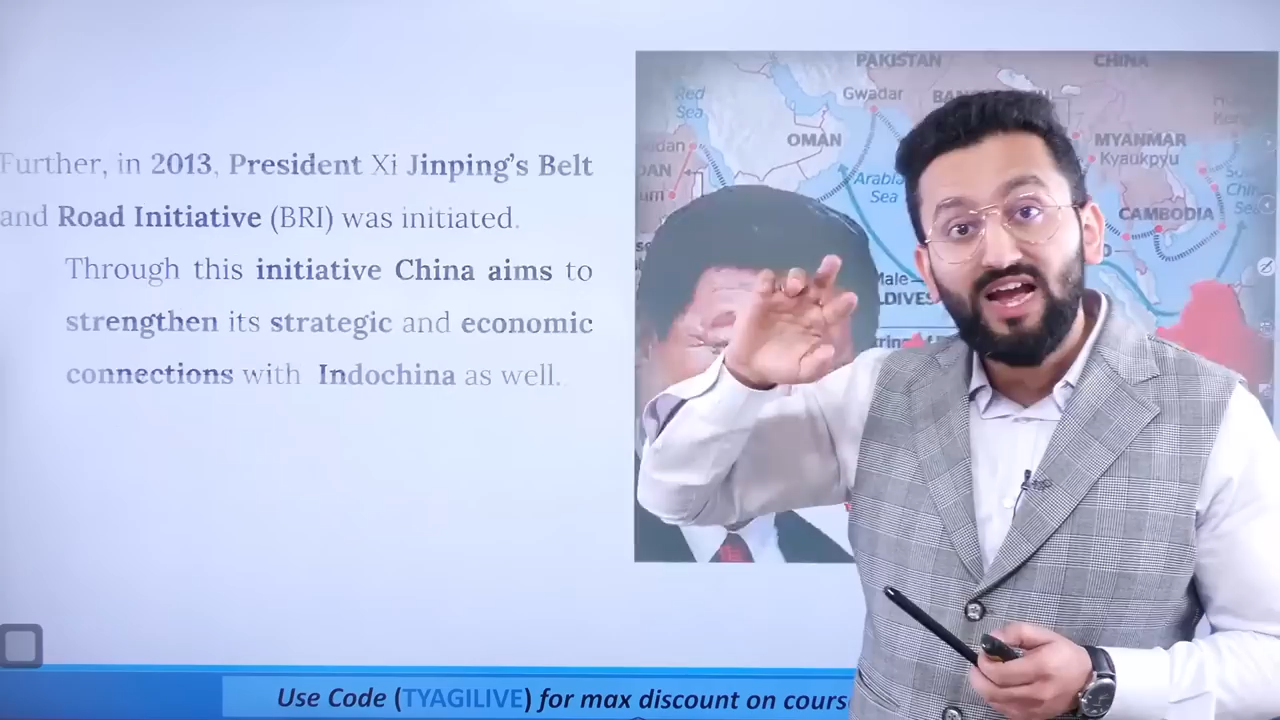 Further, in 2013, President Xi Jinping's Belt
and Road Initiative (BRI) was initiated.
Through this initiative China aims to
strengthen its strategic and economic
connections with Indochina as well.
PAKISTAN
CHINA
Red
Sea
Gwadar
OMAN
MYANMAR
Kyaukpyu
Sea
CAMBODIA
Male
Use Code (TYAGILIVE) for max discount on